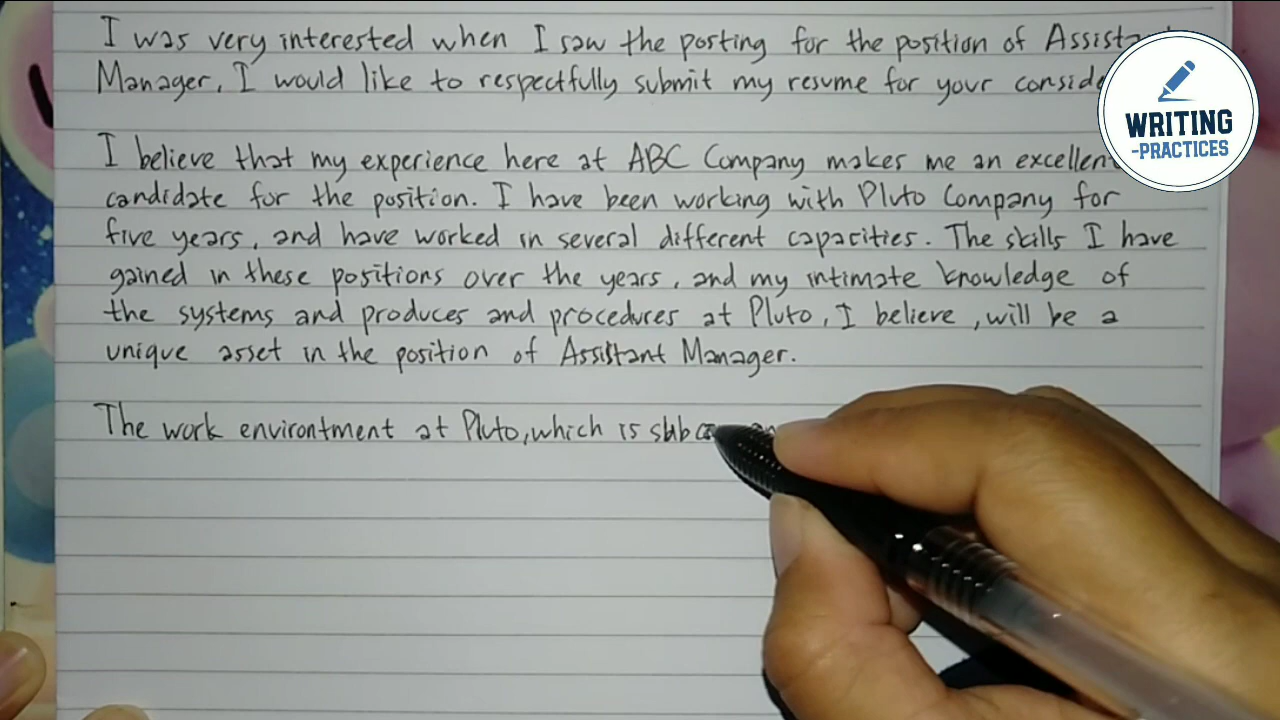 I was very interested when I saw the posting for the position of
Manager, I would like to respectfully submit my resume for your
WRITING
-PRACTICES
I believe that my experience here at ABC Company makes me an
candidate for the position. I have been working with Pluto Company for
five years, and have worked in several different capacities. The skills I have
gained in these positions over the years, and my intimate knowledge of
the systems and produces and procedures at Pluto, I believe, will be a
unique asset in the position of Assistant Manager.
The work environtment at Pluto, which is